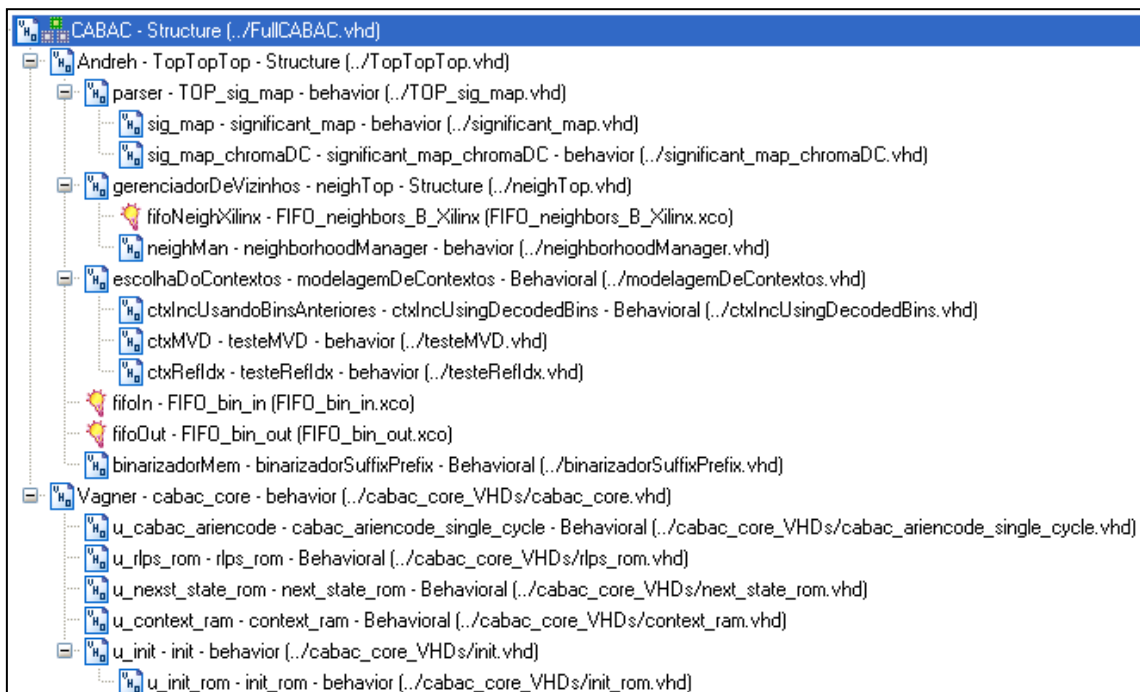 CABAC - Structure (../FullCABAC.vhd)
Andreh - TopTopTop - Structure (../TopTopTop.vhd)
parser - TOP_sig_map - behavior (../TOP_sig_map.vhd)
sig_map - significant_map - behavior (../significant_map.vhd)
sig_map_chromaDC - significant_map_chromaDC - behavior (../significant_map_chromaDC.vhd)
gerenciadorDeVizinhos - neighTop - Structure (../neighTop.vhd)
fifoNeighXilinx - FIFO_neighbors_B_Xilinx (FIFO_neighbors_B_Xilinx.xco)
neighMan - neighborhoodManager - behavior (../neighborhoodManager.vhd)
escolhaDoContextos - modelagemDeContextos - Behavioral (../modelagemDeContextos.vhd)
ctxIncUsandoBinsAnteriores - ctxIncUsingDecodedBins - Behavioral (../ctxIncUsingDecodedBins.vhd)
ctxMVD - testeMVD - behavior (../testeMVD.vhd)
ctxRefIdx - testeRefIdx - behavior (../testeRefIdx.vhd)
fifoIn - FIFO_bin_in (FIFO_bin_in.xco)
fifoOut - FIFO_bin_out (FIFO_bin_out.xco)
binarizadorMem - binarizadorSuffixPrefix - Behavioral (../binarizadorSuffixPrefix.vhd)
Vagner - cabac_core - behavior (../cabac_core_VHDs/cabac_core.vhd)
u_cabac_ariencode - cabac_ariencode_single_cycle - Behavioral (../cabac_core_VHDs/cabac_ariencode_single_cycle.vhd)
u_rlps_rom - rlps_rom - Behavioral (../cabac_core_VHDs/rlps_rom.vhd)
u_nexst_state_rom - next_state_rom - Behavioral (../cabac_core_VHDs/next_state_rom.vhd)
u_context_ram - context_ram - Behavioral (../cabac_core_VHDs/context_ram.vhd)
u_init - init - behavior (../cabac_core_VHDs/init.vhd)
u_init_rom - init_rom - behavior (../cabac_core_VHDs/init_rom.vhd)